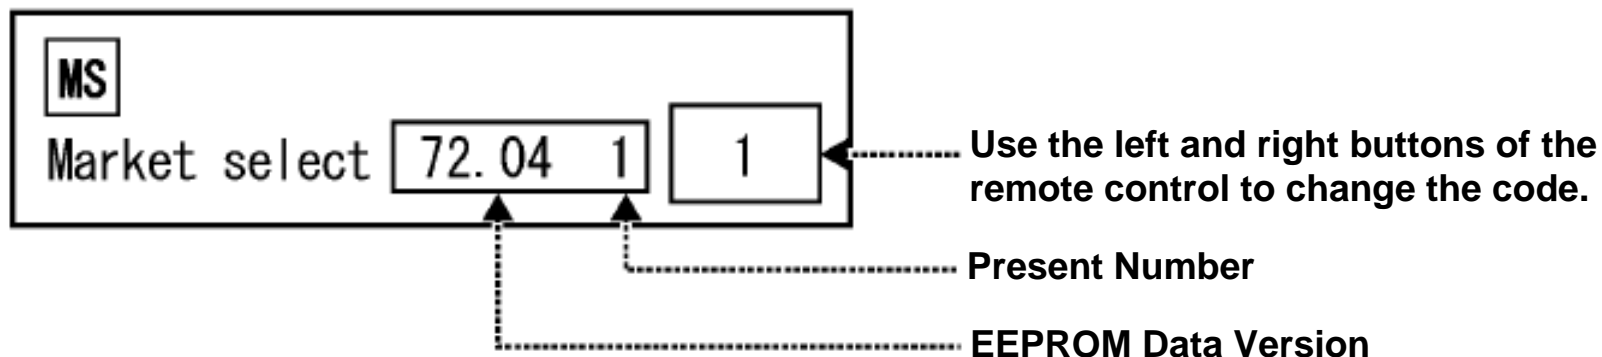 MS
Market select 72.04 1 1
Use the left and right buttons of the
remote control to change the code.
Present Number
EEPROM Data Version